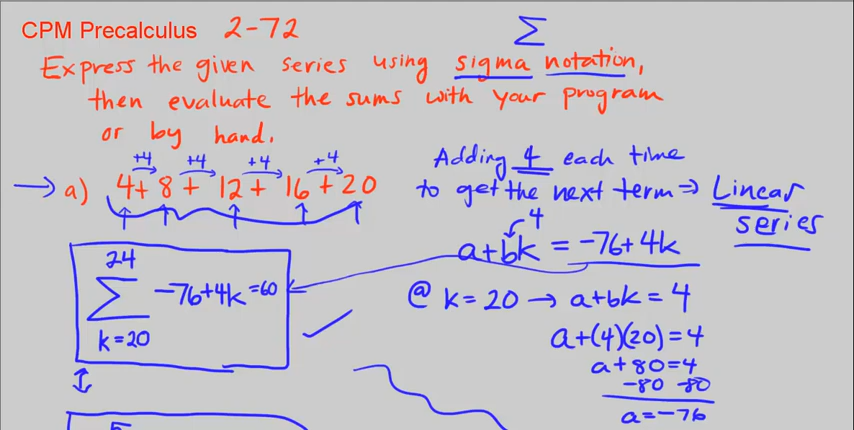 CPM Precalculus 2-72
Σ
Express the given series using sigma notation,
then evaluate the sums with your program
or by hand.
+4 +4 +4 +4
a) 4+ 8 + 12 + 16 + 20
Adding 4 each time
to get the next term ⇒ Linear
series
4
a+bk = -76+4k
24
Σ -76+4k =60
k=20
@ k=20 → a+bk=4
a+(4)(20)=4
a+80=4
-80 -80
a=-76
5